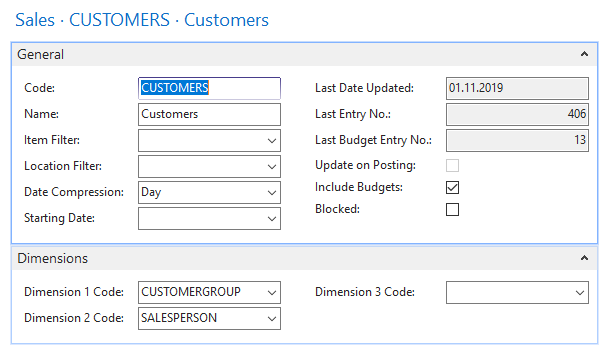 Sales · CUSTOMERS · Customers
General
Code: CUSTOMERS
Name: Customers
Item Filter:
Location Filter:
Date Compression: Day
Starting Date:
Last Date Updated: 01.11.2019
Last Entry No.: 406
Last Budget Entry No.: 13
Update on Posting:
Include Budgets:
Blocked:
Dimensions
Dimension 1 Code: CUSTOMERGROUP
Dimension 2 Code: SALESPERSON
Dimension 3 Code: